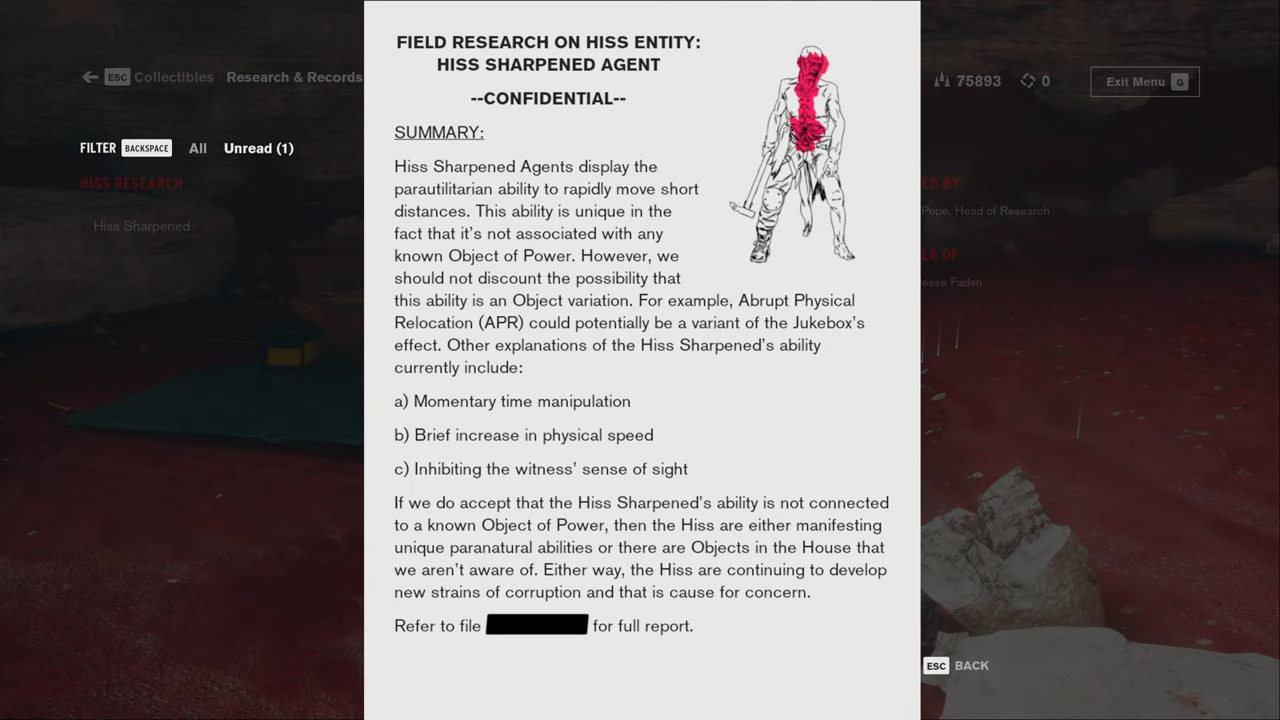 FIELD RESEARCH ON HISS ENTITY:
HISS SHARPENED AGENT
--CONFIDENTIAL--
SUMMARY:
Hiss Sharpened Agents display the
parautilitarian ability to rapidly move short
distances. This ability is unique in the
fact that it's not associated with any
known Object of Power. However, we
should not discount the possibility that
this ability is an Object variation. For example, Abrupt Physical
Relocation (APR) could potentially be a variant of the Jukebox's
effect. Other explanations of the Hiss Sharpened's ability
currently include:
a) Momentary time manipulation
b) Brief increase in physical speed
c) Inhibiting the witness' sense of sight
If we do accept that the Hiss Sharpened's ability is not connected
to a known Object of Power, then the Hiss are either manifesting
unique paranatural abilities or there are Objects in the House that
we aren't aware of. Either way, the Hiss are continuing to develop
new strains of corruption and that is cause for concern.
Refer to file for full report.
ESC Collectibles Research & Records
75893 0 Exit Menu G
FILTER BACKSPACE All Unread (1)
HISS RESEARCH
Hiss Sharpened
ED BY
Pope, Head of Research
ER OF
esse Faden
ESC BACK